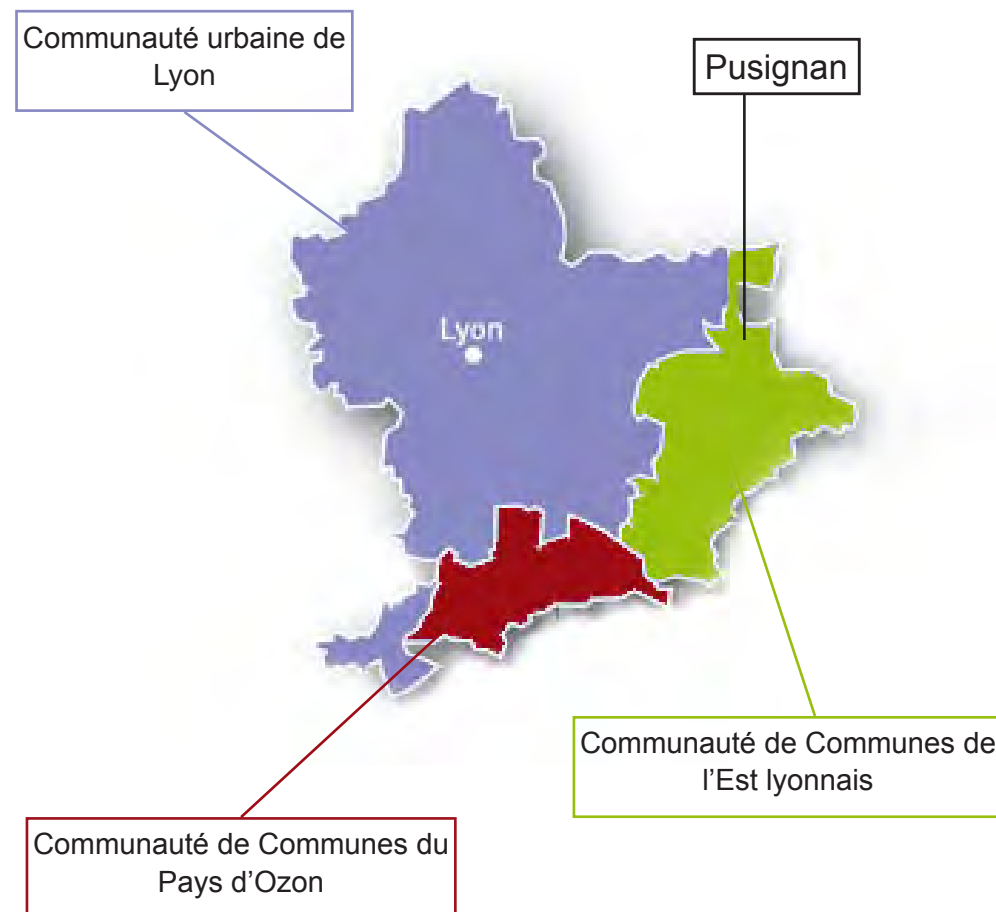 Communauté urbaine de
Lyon
Pusignan
Lyon
Communauté de Communes de
l'Est lyonnais
Communauté de Communes du
Pays d'Ozon